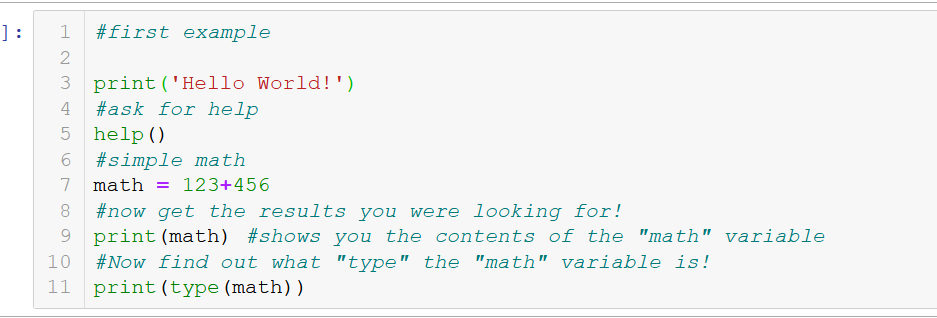 ]:
1 #first example
2
3 print('Hello World!')
4 #ask for help
5 help()
6 #simple math
7 math = 123+456
8 #now get the results you were looking for!
9 print(math) #shows you the contents of the "math" variable
10 #Now find out what "type" the "math" variable is!
11 print(type(math))